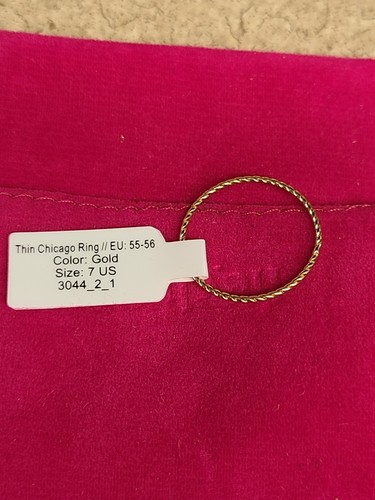 Thin Chicago Ring // EU: 55-56
Color: Gold
Size: 7 US
3044_2_1